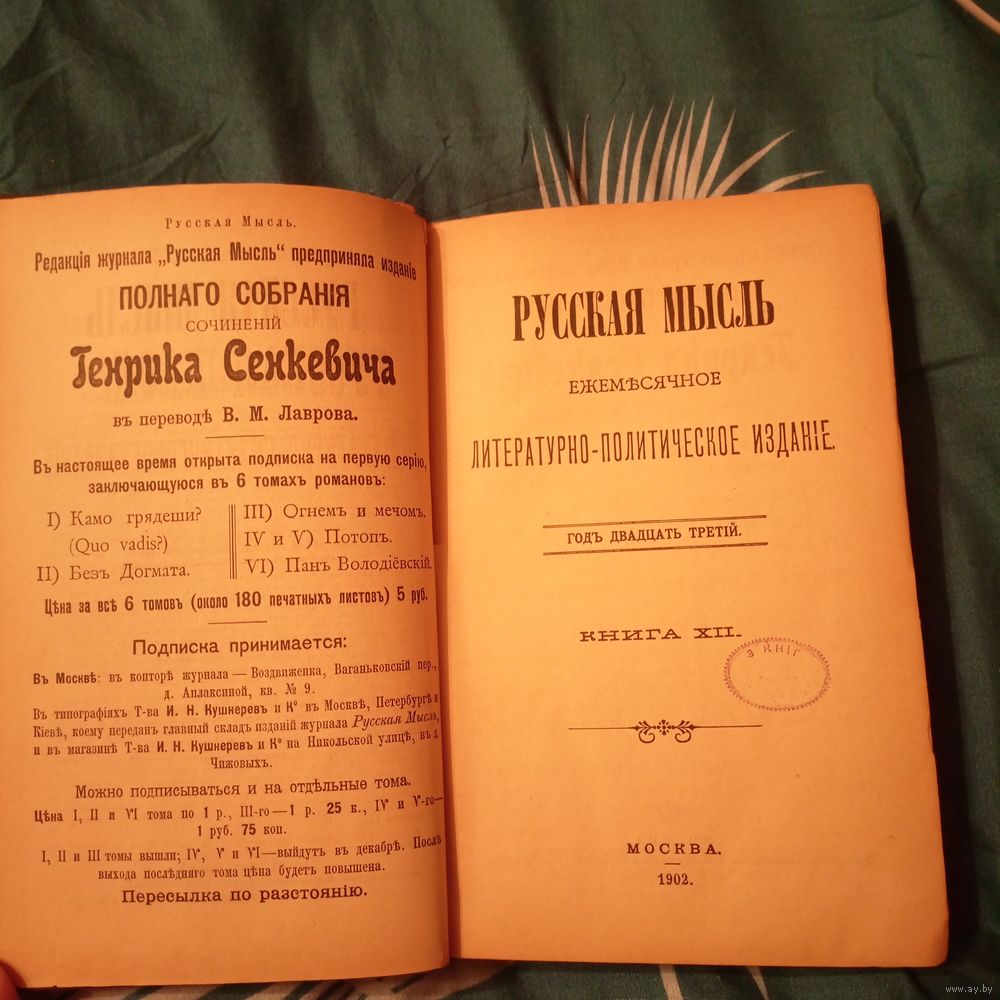 Русская Мысль.
Редакція журнала „Русская Мысль“ предприняла изданіе
ПОЛНАГО СОБРАНІЯ
СОЧИНЕНІЙ
Генрика Сенкевича
въ переводѣ В. М. Лаврова.
Въ настоящее время открыта подписка на первую серію,
заключающуюся въ 6 томахъ романовъ:
I) Камо грядеши?
(Quo vadis?)
II) Безъ Догмата.
III) Огнемъ и мечомъ.
IV и V) Потопъ.
VI) Панъ Володіёвскій.
Цѣна за всѣ 6 томовъ (около 180 печатныхъ листовъ) 5 руб.
Подписка принимается:
Въ Москвѣ: въ конторѣ журнала — Воздвиженка, Ваганьковскій пер.,
д. Аплаксиной, кв. № 9.
Въ типографіяхъ Т-ва И. Н. Кушнеревъ и Ко въ Москвѣ, Петербургѣ и
Кіевѣ, коему переданъ главный складъ изданій журнала Русская Мысль,
и въ магазинѣ Т-ва И. Н. Кушнеревъ и Ко на Никольской улицѣ, въ д.
Чижовыхъ.
Можно подписываться и на отдѣльные тома.
Цѣна I, II и VI тома по 1 р., III-го—1 р. 25 к., IV и V-го—
1 руб. 75 коп.
I, II и III томы вышли; IV, V и VI—выйдутъ в декабрѣ. Послѣ
выхода послѣдняго тома цѣна будетъ повышена.
Пересылка по разстоянію.
РУССКАЯ МЫСЛЬ
ЕЖЕМѢСЯЧНОЕ
ЛИТЕРАТУРНО-ПОЛИТИЧЕСКОЕ ИЗДАНІЕ.
ГОДЪ ДВАДЦАТЬ ТРЕТІЙ.
КНИГА XII.
З КНІГ
МОСКВА.
1902.
www.ay.by